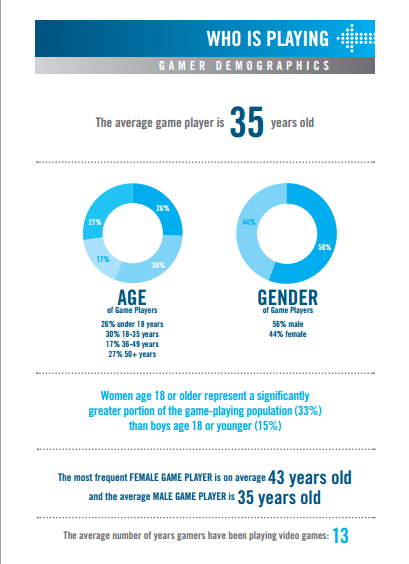 WHO IS PLAYING
GAMER DEMOGRAPHICS
The average game player is 35 years old
26%
30%
17%
27%
56%
44%
AGE
of Game Players
26% under 18 years
30% 18-35 years
17% 36-49 years
27% 50+ years
GENDER
of Game Players
56% male
44% female
Women age 18 or older represent a significantly
greater portion of the game-playing population (33%)
than boys age 18 or younger (15%)
The most frequent FEMALE GAME PLAYER is on average 43 years old
and the average MALE GAME PLAYER is 35 years old
The average number of years gamers have been playing video games: 13